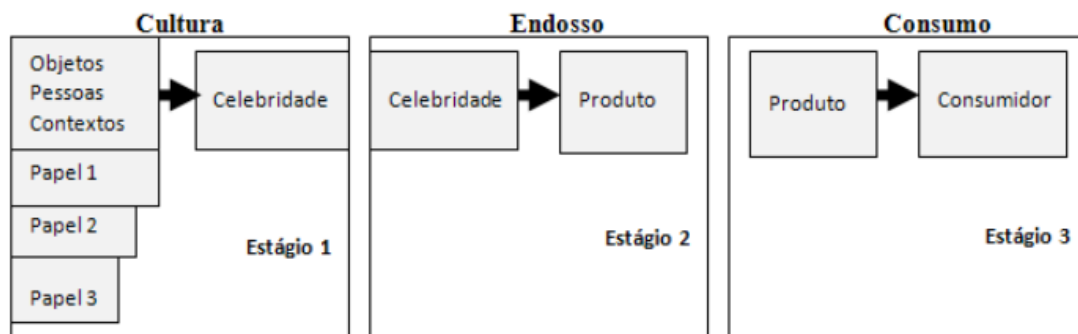 Cultura
Endosso
Consumo
Objetos
Pessoas
Contextos
Celebridade
Celebridade
Produto
Produto
Consumidor
Papel 1
Papel 2
Papel 3
Estágio 1
Estágio 2
Estágio 3